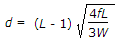 d = (L - 1) √(4fL / 3W)